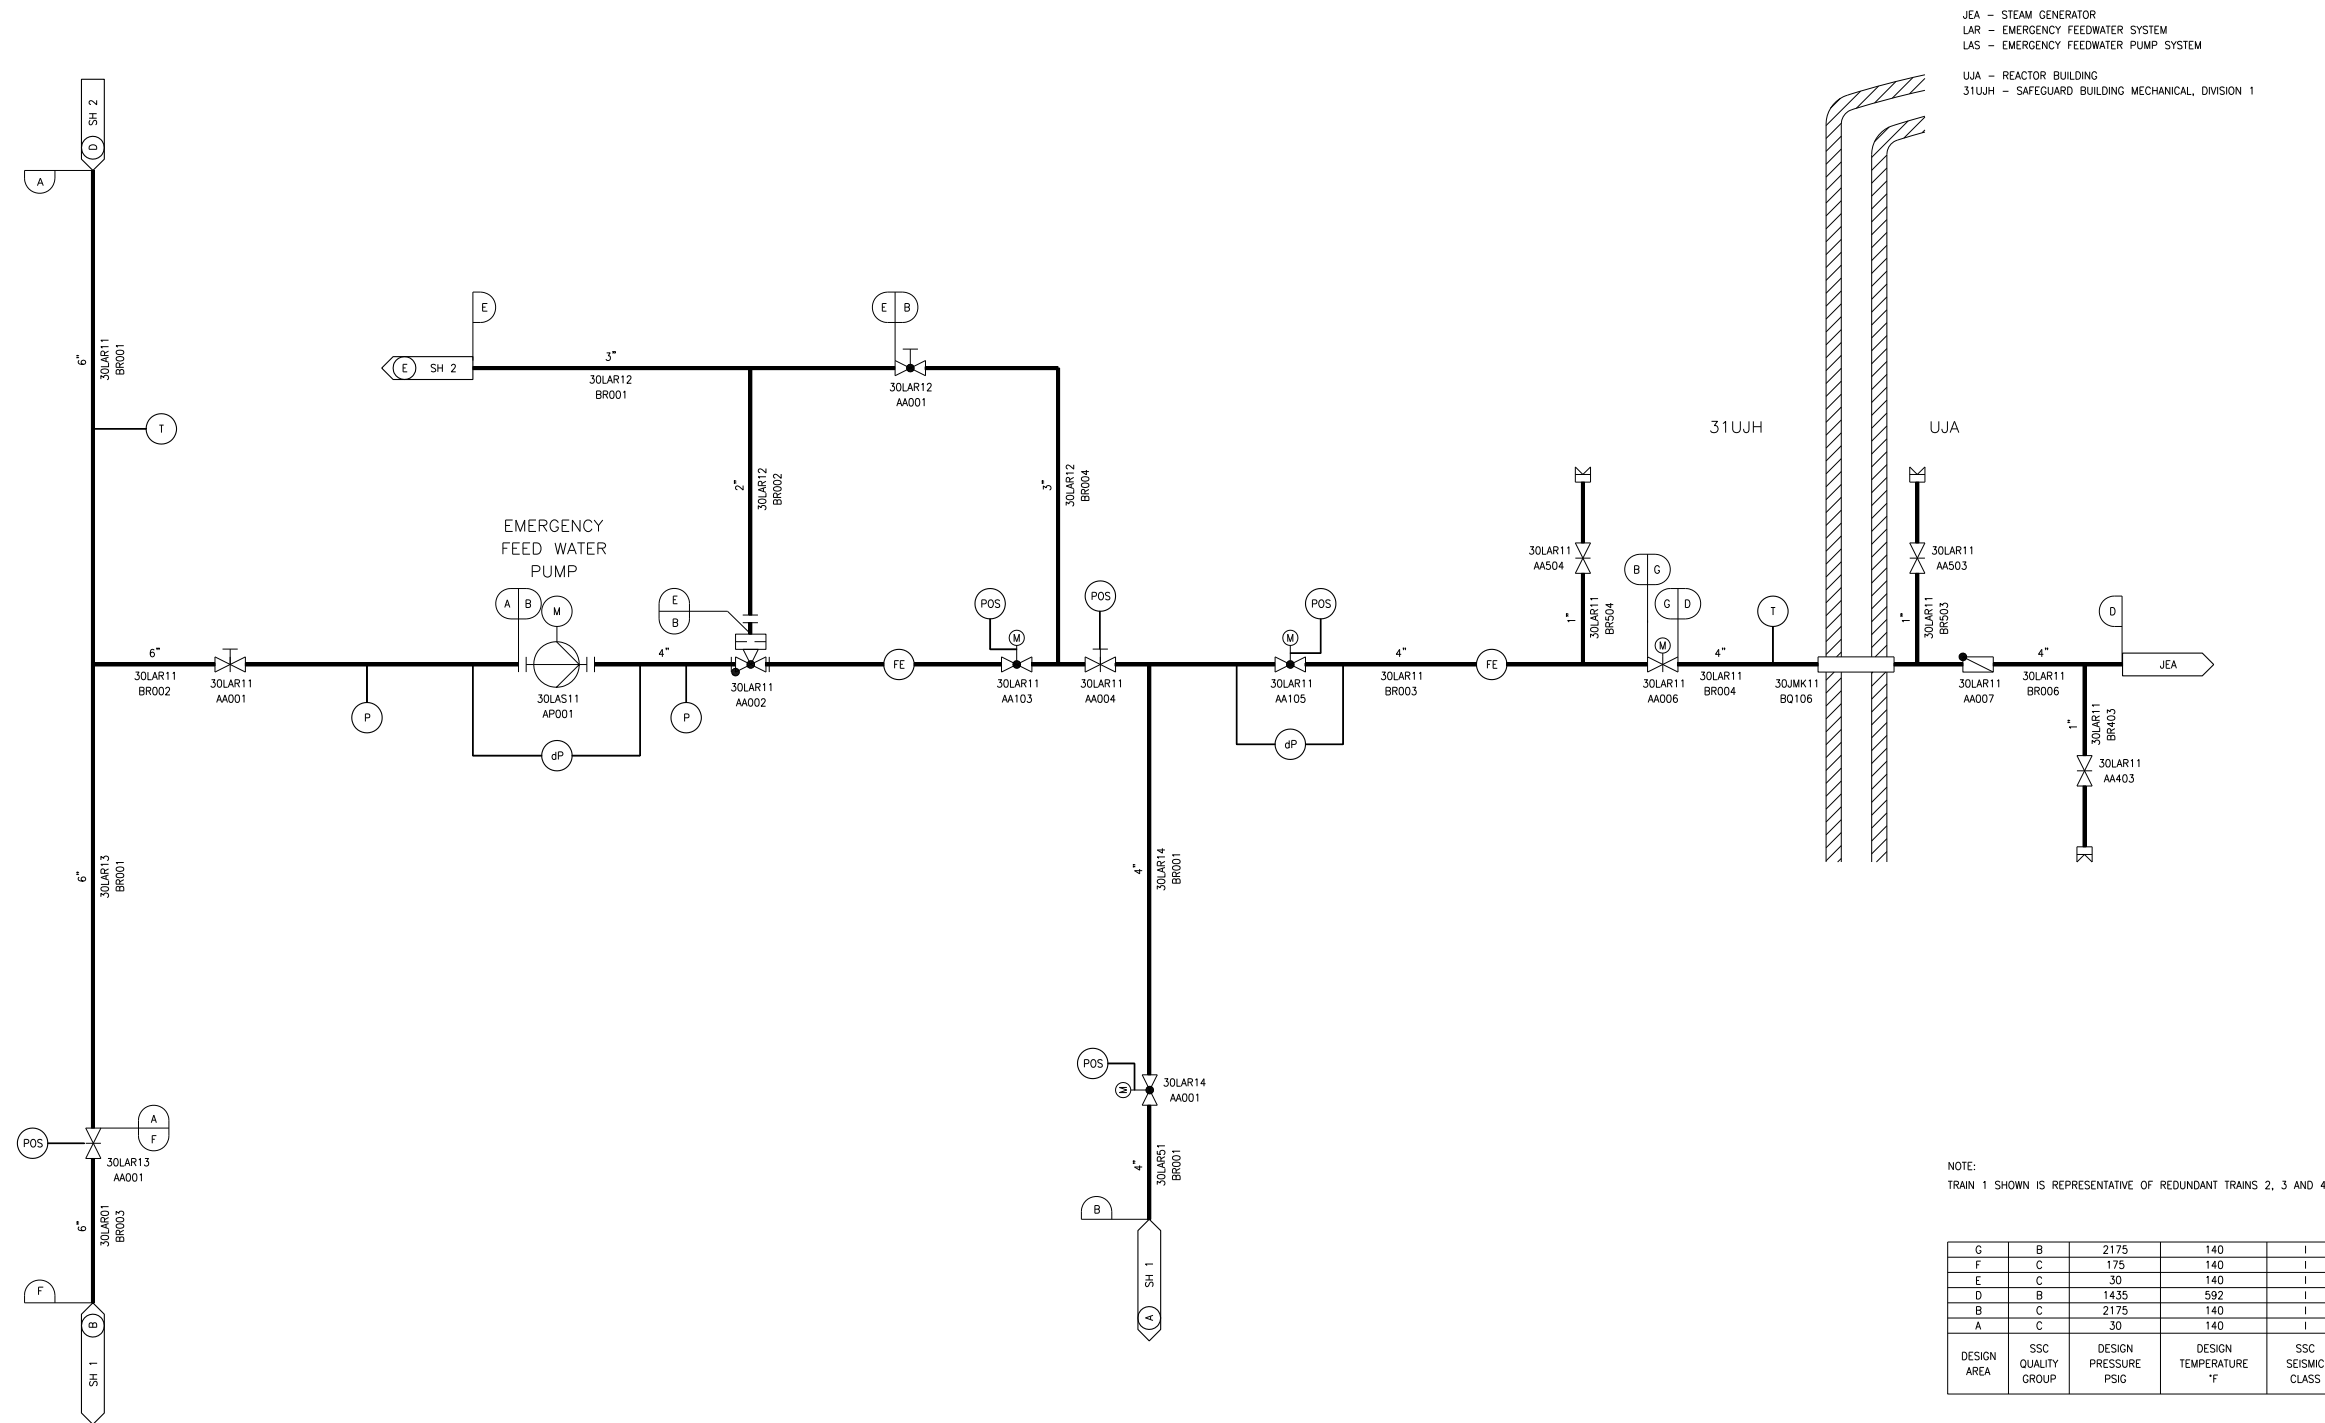 JEA – STEAM GENERATOR
LAR – EMERGENCY FEEDWATER SYSTEM
LAS – EMERGENCY FEEDWATER PUMP SYSTEM
UJA – REACTOR BUILDING
31UJH – SAFEGUARD BUILDING MECHANICAL, DIVISION 1
SH 2
D
A
6"
30LAR11
BR001
T
E
E SH 2
3"
30LAR12
BR001
E B
30LAR12
AA001
2"
30LAR12
BR002
3"
30LAR12
BR004
31UJH
UJA
EMERGENCY
FEED WATER
PUMP
A B
M
E
B
POS
M
POS
POS
M
30LAR11
AA504
1"
30LAR11
BR504
B G
G D
M
T
30LAR11
AA503
1"
30LAR11
BR503
D
6"
30LAR11
BR002
30LAR11
AA001
P
30LAS11
AP001
dP
4"
P
30LAR11
AA002
FE
30LAR11
AA103
30LAR11
AA004
30LAR11
AA105
dP
4"
30LAR11
BR003
FE
30LAR11
AA006
4"
30LAR11
BR004
30JMK11
BQ106
30LAR11
AA007
4"
30LAR11
BR006
JEA
1"
30LAR11
BR403
30LAR11
AA403
6"
30LAR13
BR001
4"
30LAR14
BR001
POS
M
30LAR14
AA001
A
F
POS
30LAR13
AA001
4"
30LAR51
BR001
B
SH 1
A
6"
30LAR01
BR003
F
B
SH 1
NOTE:
TRAIN 1 SHOWN IS REPRESENTATIVE OF REDUNDANT TRAINS 2, 3 AND 4
G B 2175 140 I
F C 175 140 I
E C 30 140 I
D B 1435 592 I
B C 2175 140 I
A C 30 140 I
DESIGN AREA SSC QUALITY GROUP DESIGN PRESSURE PSIG DESIGN TEMPERATURE °F SSC SEISMIC CLASS